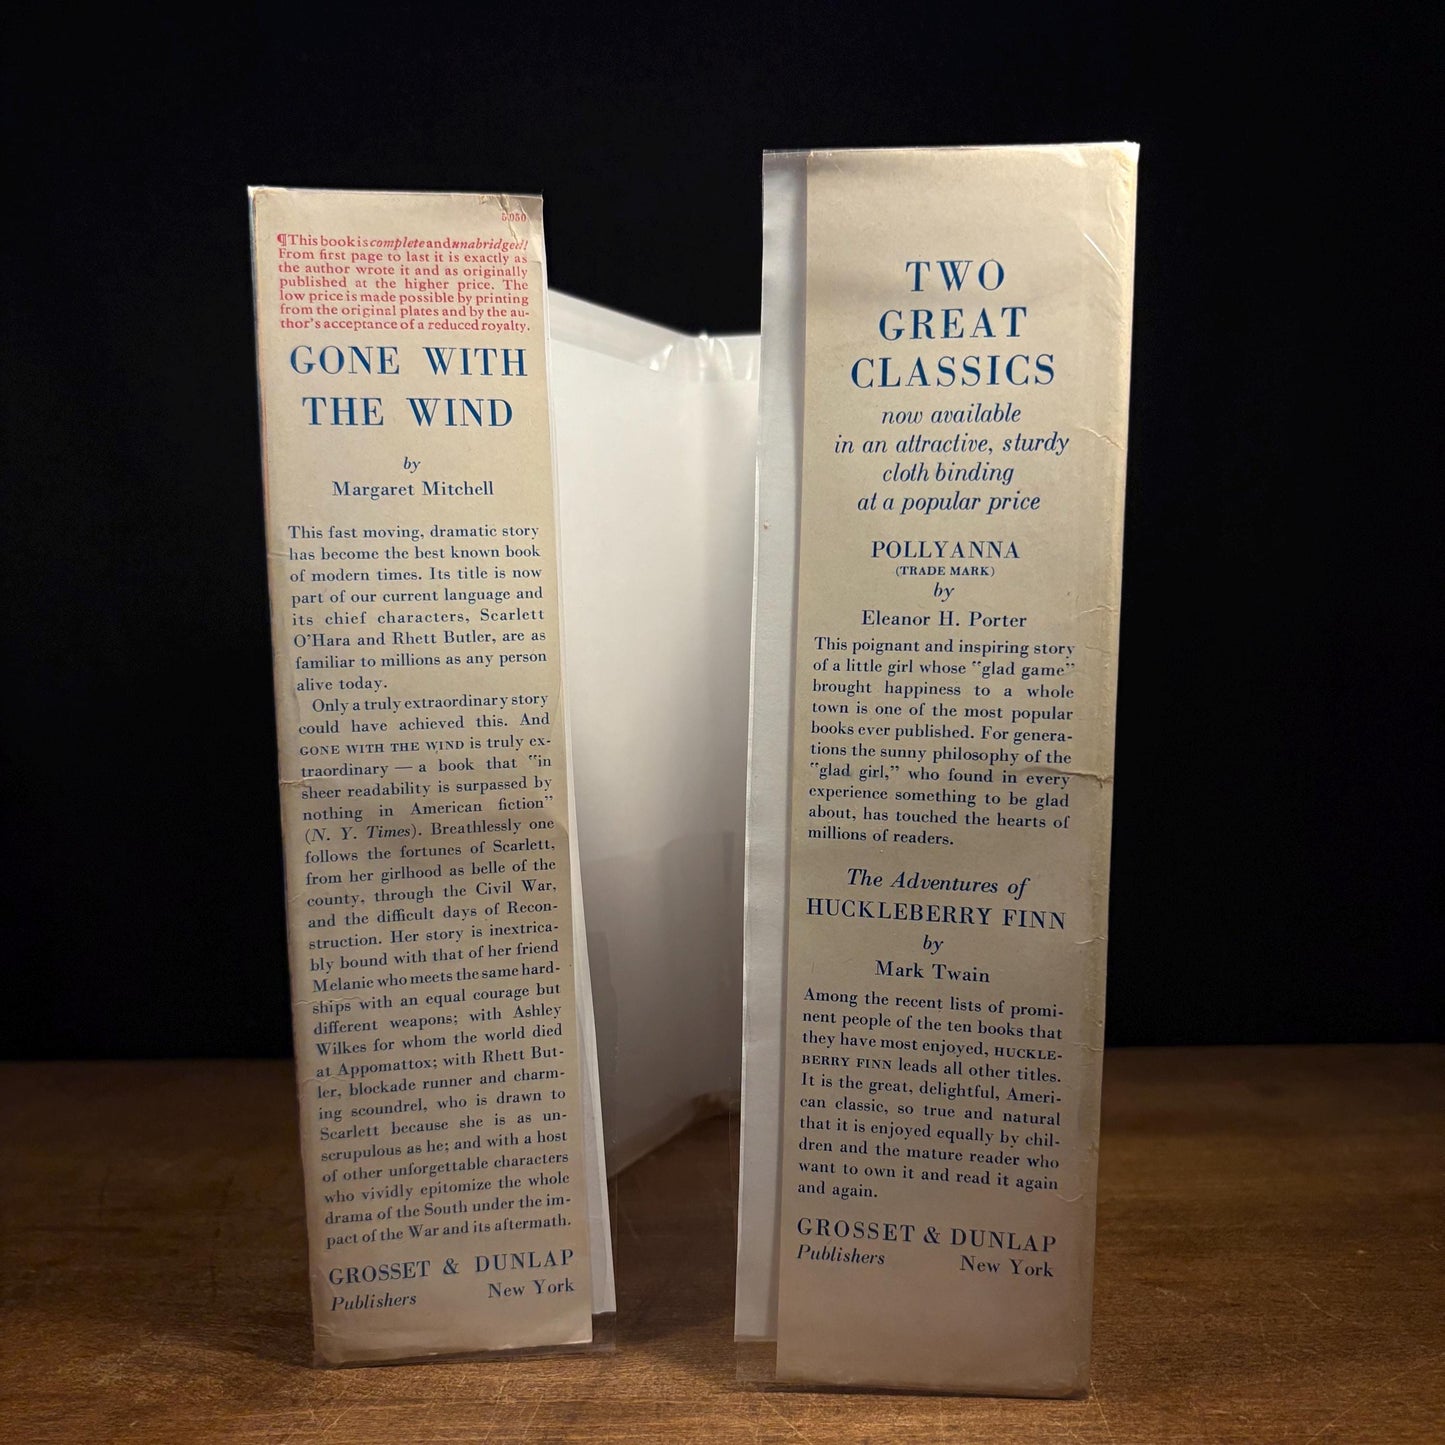 5050
¶This book is complete and unabridged!
From first page to last it is exactly as
the author wrote it and as originally
published at the higher price. The
low price is made possible by printing
from the original plates and by the au-
thor's acceptance of a reduced royalty.
GONE WITH
THE WIND
by
Margaret Mitchell
This fast moving, dramatic story
has become the best known book
of modern times. Its title is now
part of our current language and
its chief characters, Scarlett
O'Hara and Rhett Butler, are as
familiar to millions as any person
alive today.
Only a truly extraordinary story
could have achieved this. And
GONE WITH THE WIND is truly ex-
traordinary — a book that "in
sheer readability is surpassed by
nothing in American fiction"
(N. Y. Times). Breathlessly one
follows the fortunes of Scarlett,
from her girlhood as belle of the
county, through the Civil War,
and the difficult days of Recon-
struction. Her story is inextrica-
bly bound with that of her friend
Melanie who meets the same hard-
ships with an equal courage but
different weapons; with Ashley
Wilkes for whom the world died
at Appomattox; with Rhett But-
ler, blockade runner and charm-
ing scoundrel, who is drawn to
Scarlett because she is as un-
scrupulous as he; and with a host
of other unforgettable characters
who vividly epitomize the whole
drama of the South under the im-
pact of the War and its aftermath.
GROSSET & DUNLAP
Publishers New York
TWO
GREAT
CLASSICS
now available
in an attractive, sturdy
cloth binding
at a popular price
POLLYANNA
(TRADE MARK)
by
Eleanor H. Porter
This poignant and inspiring story
of a little girl whose "glad game"
brought happiness to a whole
town is one of the most popular
books ever published. For genera-
tions the sunny philosophy of the
"glad girl," who found in every
experience something to be glad
about, has touched the hearts of
millions of readers.
The Adventures of
HUCKLEBERRY FINN
by
Mark Twain
Among the recent lists of promi-
nent people of the ten books that
they have most enjoyed, HUCKLE-
BERRY FINN leads all other titles.
It is the great, delightful, Ameri-
can classic, so true and natural
that it is enjoyed equally by chil-
dren and the mature reader who
want to own it and read it again
and again.
GROSSET & DUNLAP
Publishers New York